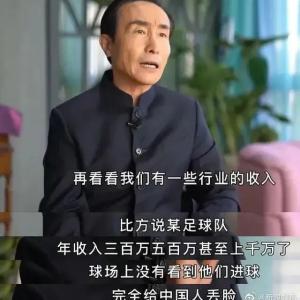 再看看我们有一些行业的收入
比方说某足球队
年收入三百万五百万甚至上千万了
球场上没有看到他们进球
完全给中国人丢脸